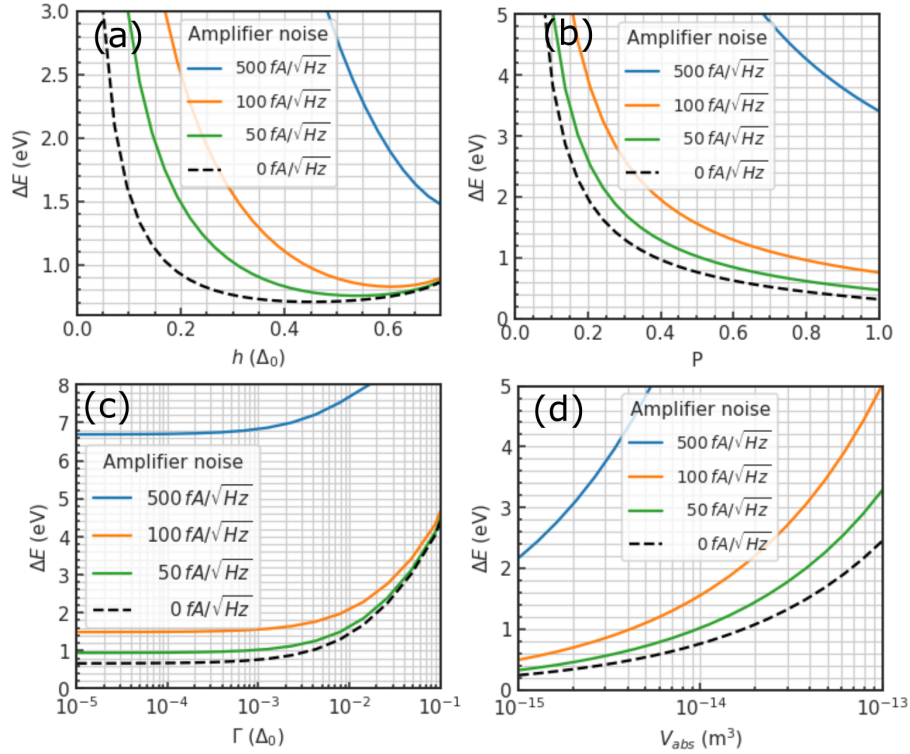 (a)
3.0
2.5
2.0
1.5
1.0
ΔE (eV)
Amplifier noise
500 fA/√Hz
100 fA/√Hz
50 fA/√Hz
0 fA/√Hz
0.0 0.2 0.4 0.6
h (Δ₀)
(b)
5
4
3
2
1
0
ΔE (eV)
Amplifier noise
500 fA/√Hz
100 fA/√Hz
50 fA/√Hz
0 fA/√Hz
0.0 0.2 0.4 0.6 0.8 1.0
P
(c)
8
7
6
5
4
3
2
1
0
ΔE (eV)
Amplifier noise
500 fA/√Hz
100 fA/√Hz
50 fA/√Hz
0 fA/√Hz
10⁻⁵ 10⁻⁴ 10⁻³ 10⁻² 10⁻¹
Γ (Δ₀)
(d)
5
4
3
2
1
0
ΔE (eV)
Amplifier noise
500 fA/√Hz
100 fA/√Hz
50 fA/√Hz
0 fA/√Hz
10⁻¹⁵ 10⁻¹⁴ 10⁻¹³
V_abs (m³)